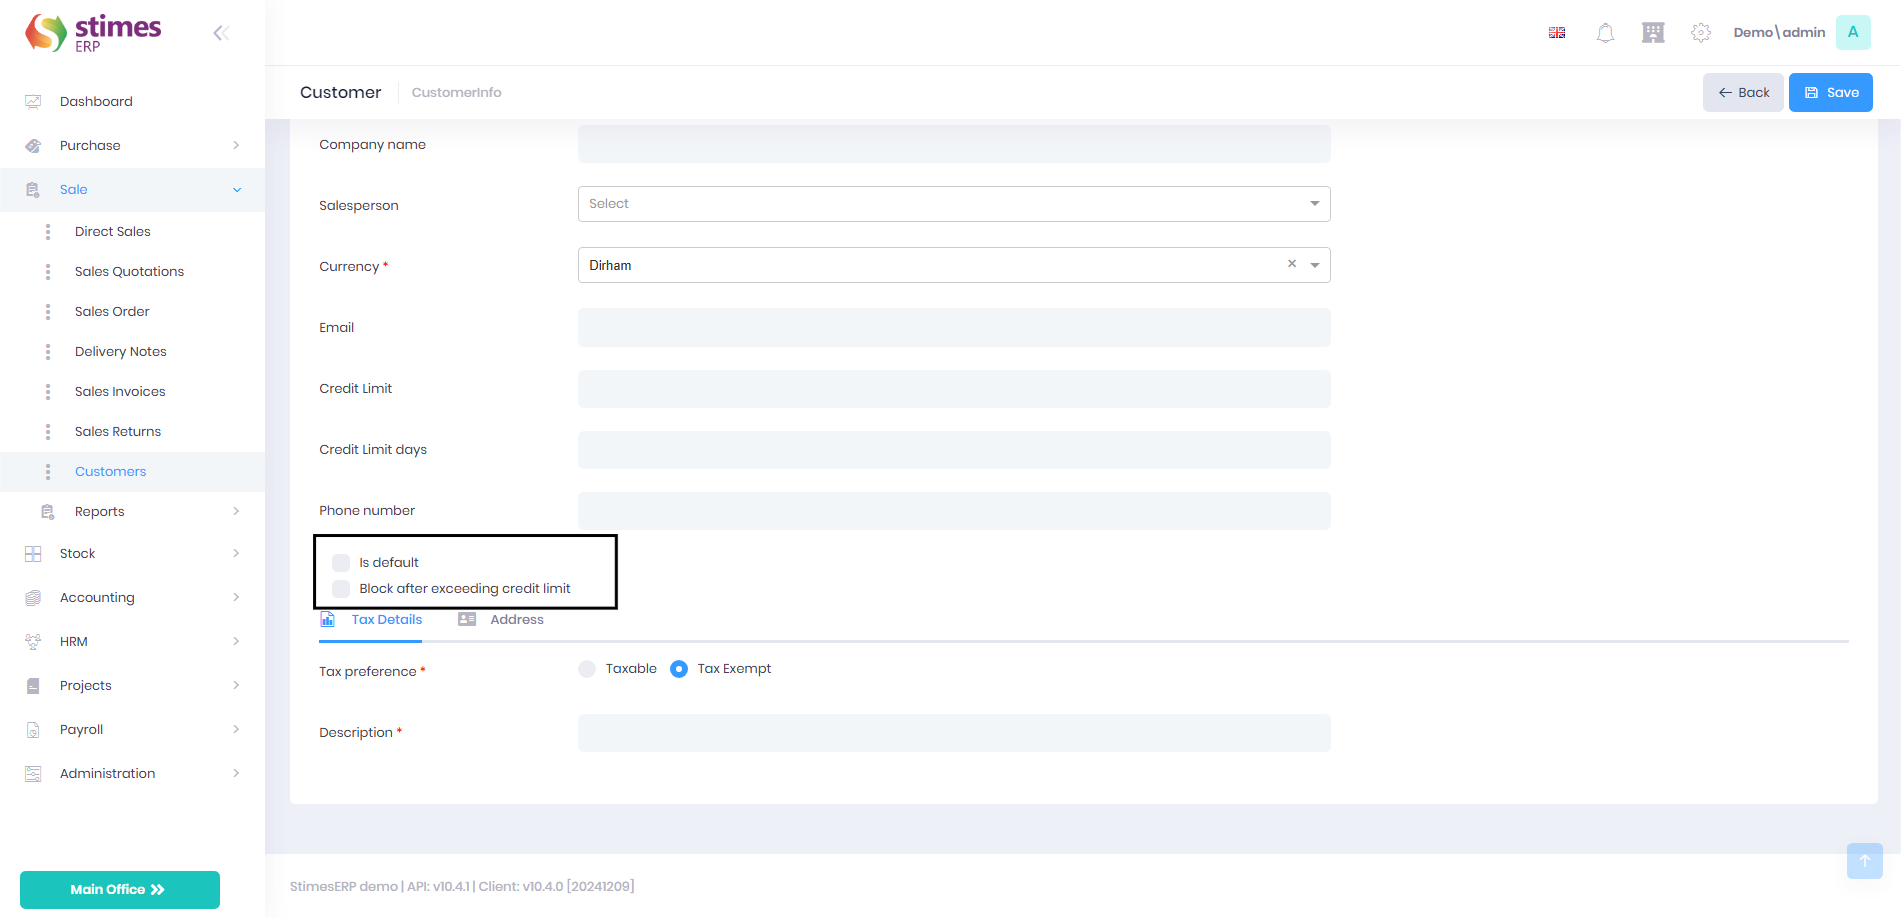 stimes
ERP
Demo\admin
A
Customer
CustomerInfo
Back
Save
Dashboard
Purchase
Sale
Direct Sales
Sales Quotations
Sales Order
Delivery Notes
Sales Invoices
Sales Returns
Customers
Reports
Stock
Accounting
HRM
Projects
Payroll
Administration
Main Office
Company name
Salesperson
Select
Currency *
Dirham
Email
Credit Limit
Credit Limit days
Phone number
Is default
Block after exceeding credit limit
Tax Details
Address
Tax preference *
Taxable
Tax Exempt
Description *
StimesERP demo | API: v10.4.1 | Client: v10.4.0 [20241209]